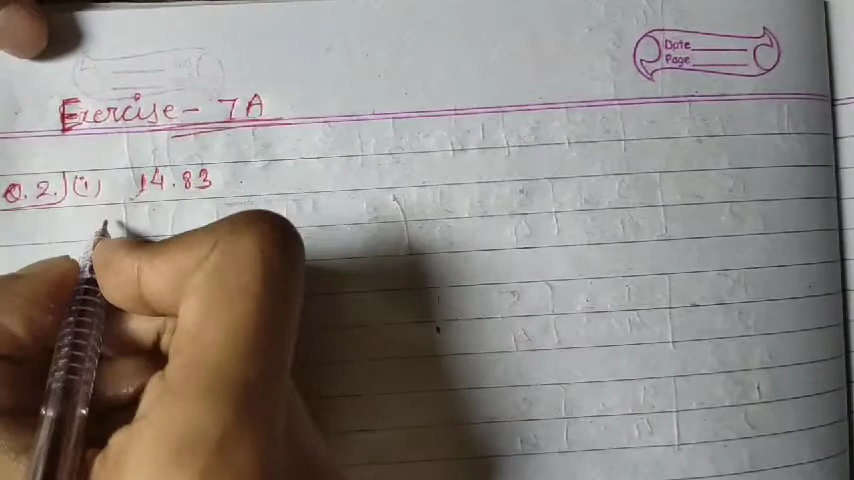 Date
Page
Exercise - 7A
Q.2.) (i) 14.83